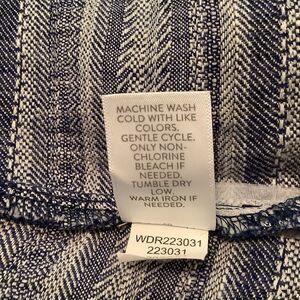 MACHINE WASH
COLD WITH LIKE
COLORS,
GENTLE CYCLE.
ONLY NON-
CHLORINE
BLEACH IF
NEEDED.
TUMBLE DRY
LOW.
WARM IRON IF
NEEDED.
WDR223031
223031